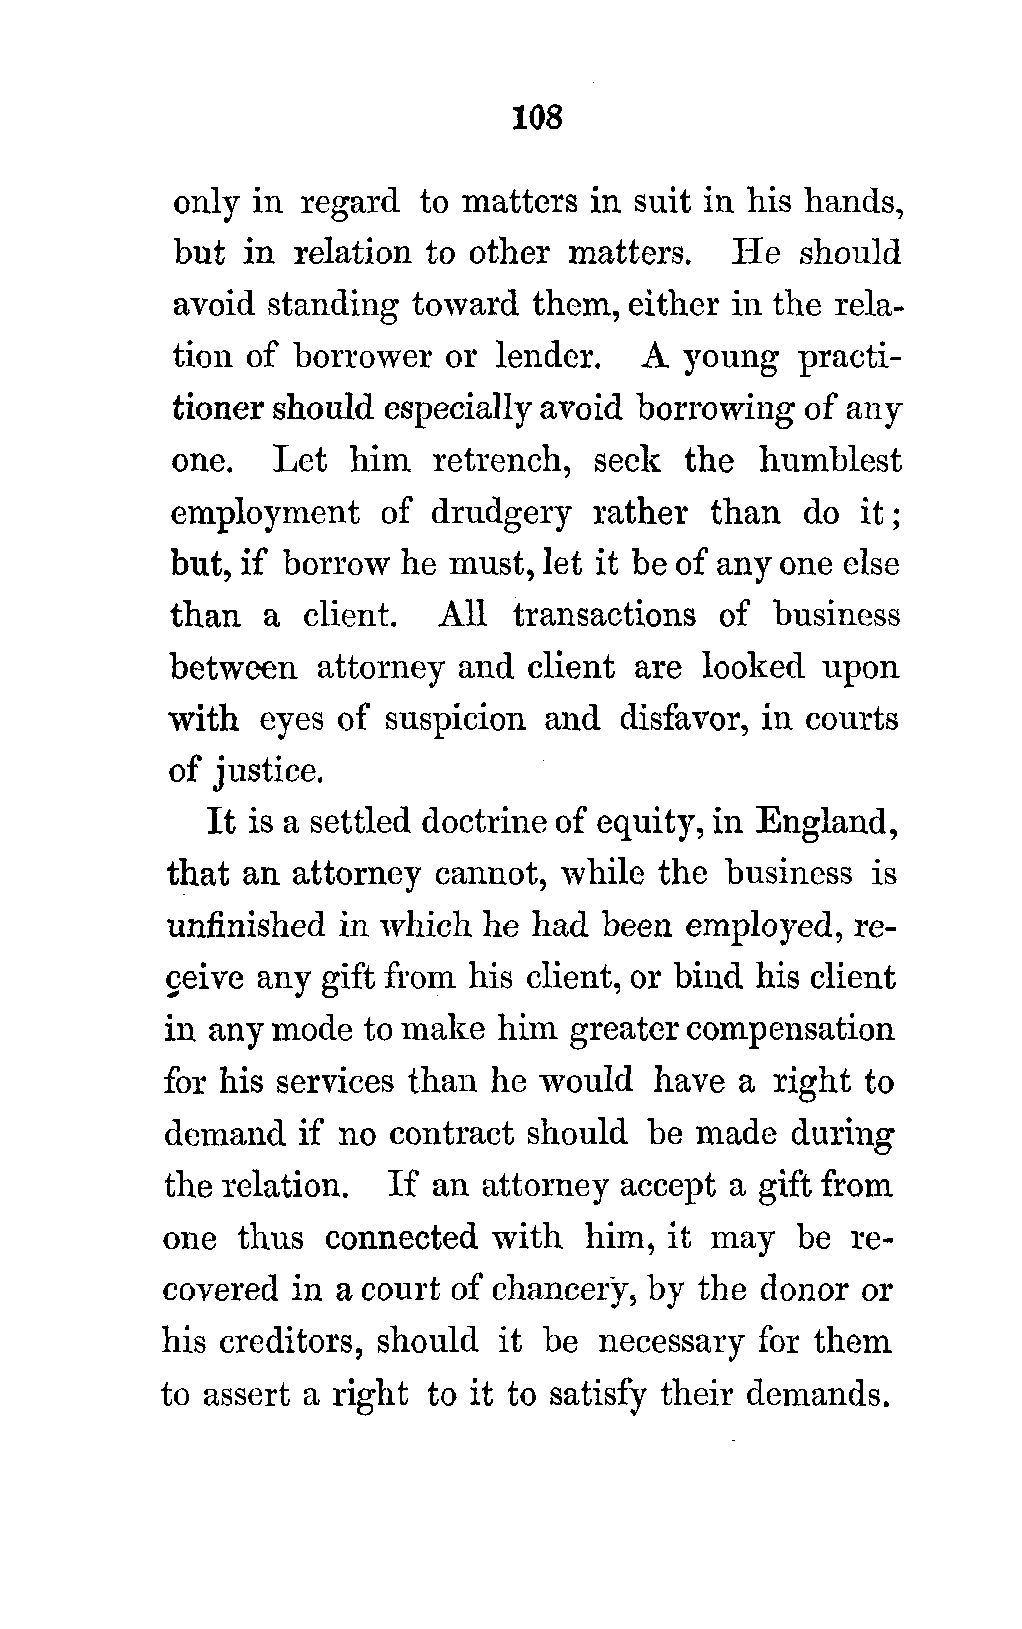 108
only in regard to matters in suit in his hands,
but in relation to other matters. He should
avoid standing toward them, either in the rela-
tion of borrower or lender. A young practi-
tioner should especially avoid borrowing of any
one. Let him retrench, seek the humblest
employment of drudgery rather than do it;
but, if borrow he must, let it be of any one else
than a client. All transactions of business
between attorney and client are looked upon
with eyes of suspicion and disfavor, in courts
of justice.
It is a settled doctrine of equity, in England,
that an attorney cannot, while the business is
unfinished in which he had been employed, re-
ceive any gift from his client, or bind his client
in any mode to make him greater compensation
for his services than he would have a right to
demand if no contract should be made during
the relation. If an attorney accept a gift from
one thus connected with him, it may be re-
covered in a court of chancery, by the donor or
his creditors, should it be necessary for them
to assert a right to it to satisfy their demands.